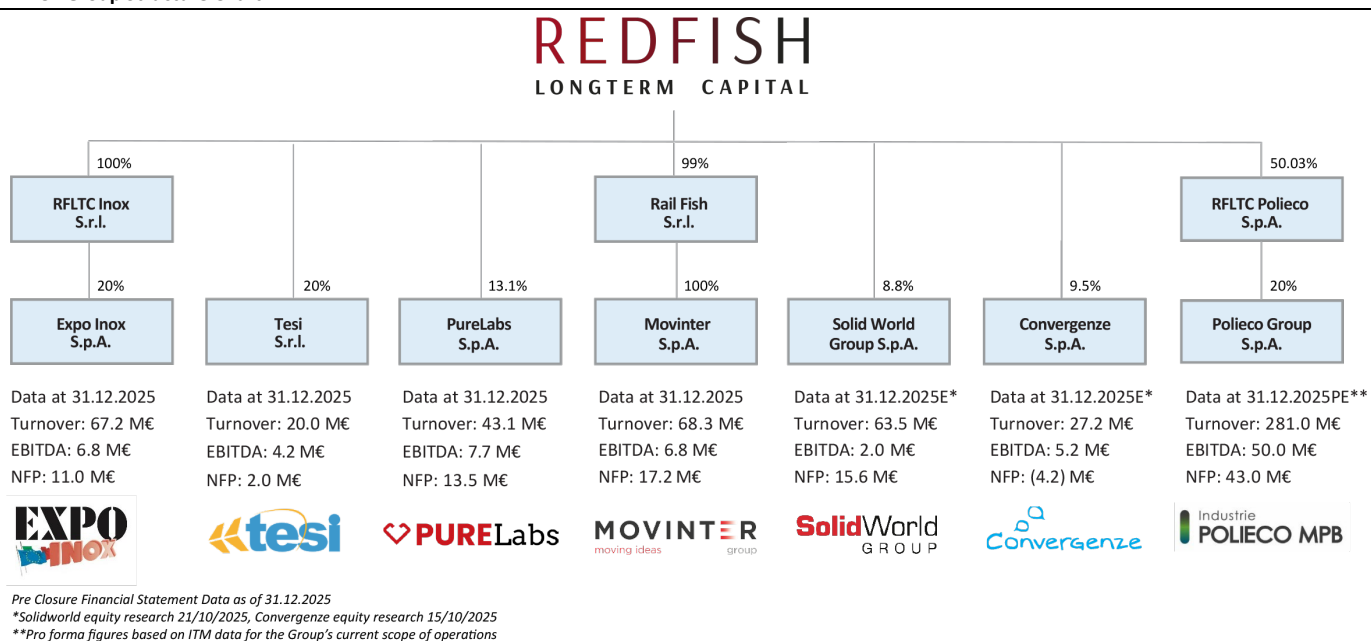 REDFISH
LONGTERM CAPITAL
100%
99%
50.03%
RFLTC Inox
S.r.l.
Rail Fish
S.r.l.
RFLTC Polieco
S.p.A.
20%
20%
13.1%
100%
8.8%
9.5%
20%
Expo Inox
S.p.A.
Tesi
S.r.l.
PureLabs
S.p.A.
Movinter
S.p.A.
Solid World
Group S.p.A.
Convergenze
S.p.A.
Polieco Group
S.p.A.
Data at 31.12.2025
Turnover: 67.2 M€
EBITDA: 6.8 M€
NFP: 11.0 M€
Data at 31.12.2025
Turnover: 20.0 M€
EBITDA: 4.2 M€
NFP: 2.0 M€
Data at 31.12.2025
Turnover: 43.1 M€
EBITDA: 7.7 M€
NFP: 13.5 M€
Data at 31.12.2025
Turnover: 68.3 M€
EBITDA: 6.8 M€
NFP: 17.2 M€
Data at 31.12.2025E*
Turnover: 63.5 M€
EBITDA: 2.0 M€
NFP: 15.6 M€
Data at 31.12.2025E*
Turnover: 27.2 M€
EBITDA: 5.2 M€
NFP: (4.2) M€
Data at 31.12.2025PE**
Turnover: 281.0 M€
EBITDA: 50.0 M€
NFP: 43.0 M€
EXPO
INOX
tesi
PURELabs
MOVINTER
moving ideas group
SolidWorld
GROUP
Convergenze
Industrie
POLIECO MPB
Pre Closure Financial Statement Data as of 31.12.2025
*Solidworld equity research 21/10/2025, Convergenze equity research 15/10/2025
**Pro forma figures based on ITM data for the Group's current scope of operations